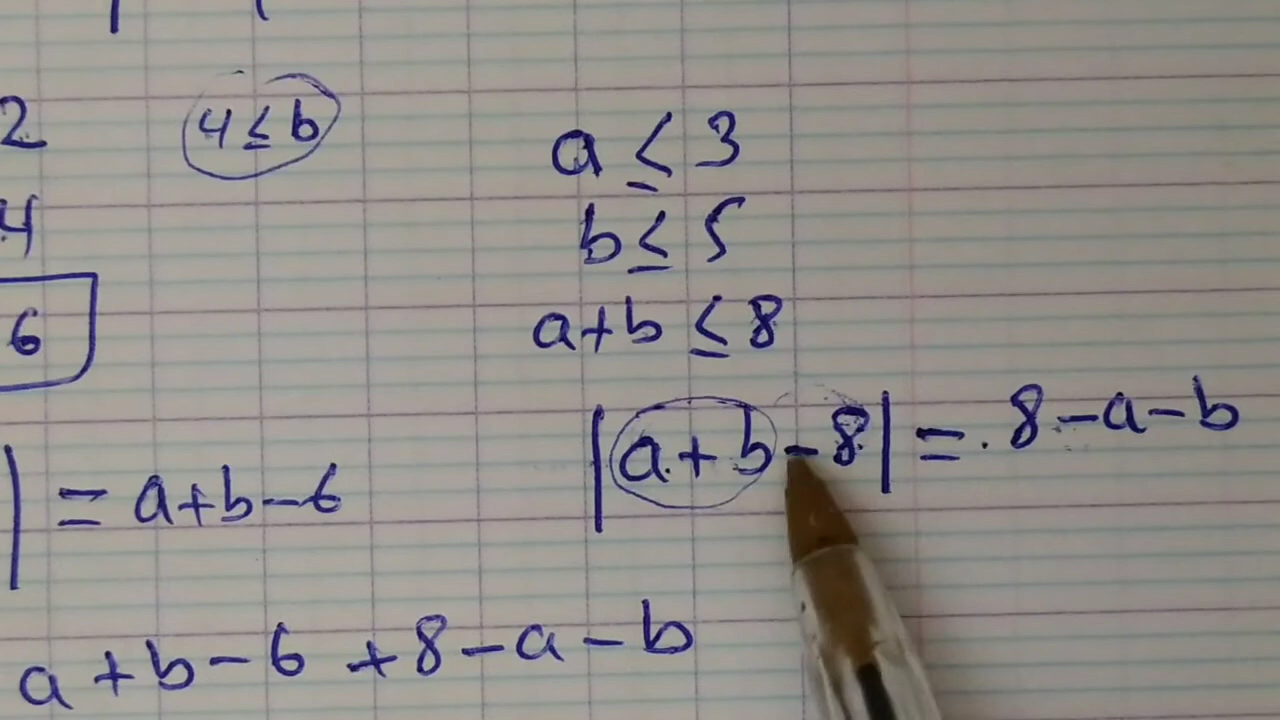 2 4 ≤ b a ≤ 3
4 b ≤ 5
6 a+b ≤ 8
| = a+b-6 |a+b-8| = 8-a-b
a+b-6+8-a-b